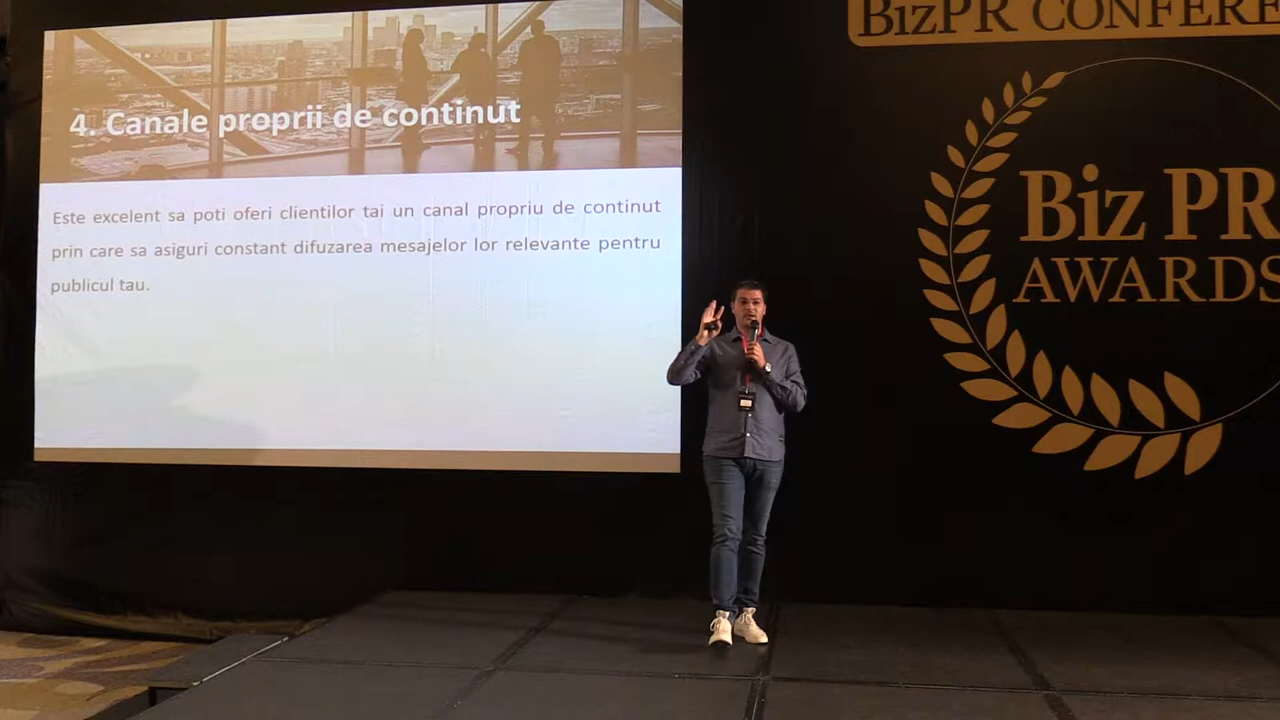 4. Canale proprii de continut
Este excelent sa poti oferi clientilor tai un canal propriu de continut
prin care sa asiguri constant difuzarea mesajelor lor relevante pentru
publicul tau.
BizPR CONFERE
Biz PR
AWARDS